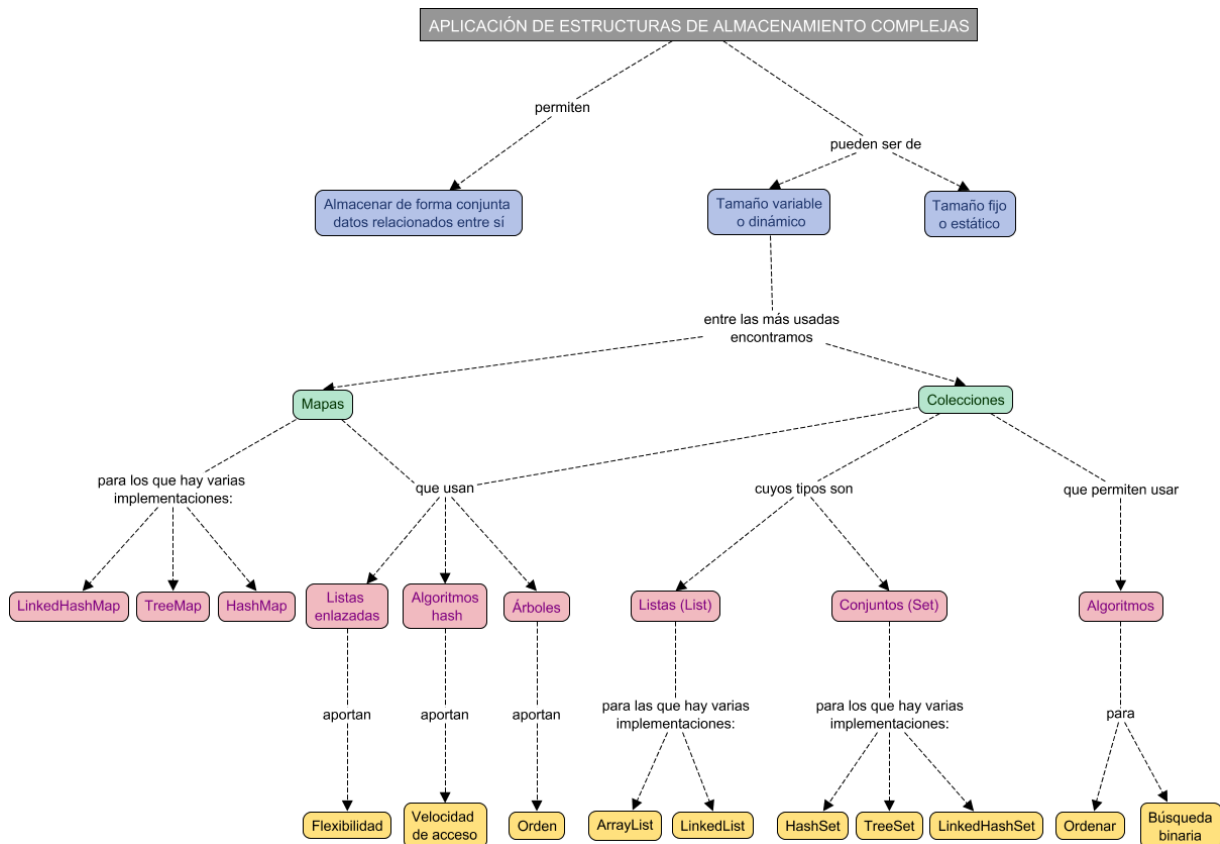 APLICACIÓN DE ESTRUCTURAS DE ALMACENAMIENTO COMPLEJAS
permiten
pueden ser de
Almacenar de forma conjunta
datos relacionados entre sí
Tamaño variable
o dinámico
Tamaño fijo
o estático
entre las más usadas
encontramos
Mapas
Colecciones
para los que hay varias
implementaciones:
que usan
cuyos tipos son
que permiten usar
LinkedHashMap
TreeMap
HashMap
Listas
enlazadas
Algoritmos
hash
Árboles
Listas (List)
Conjuntos (Set)
Algoritmos
aportan
aportan
aportan
para las que hay varias
implementaciones:
para los que hay varias
implementaciones:
para
Flexibilidad
Velocidad
de acceso
Orden
ArrayList
LinkedList
HashSet
TreeSet
LinkedHashSet
Ordenar
Búsqueda
binaria